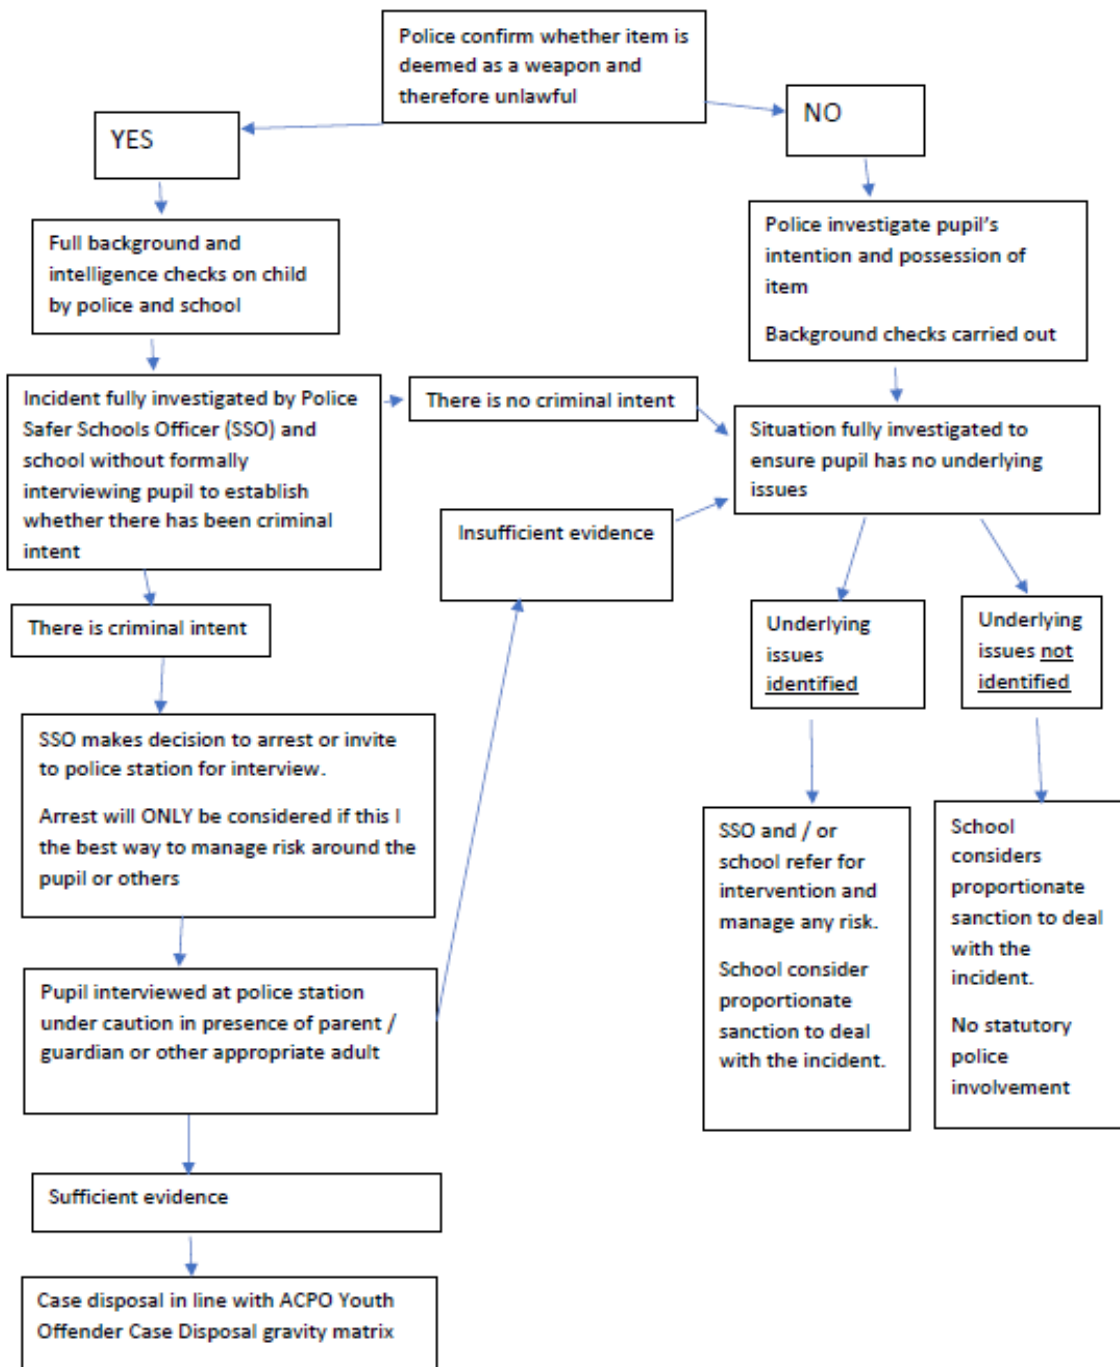 Police confirm whether item is
deemed as a weapon and
therefore unlawful
YES
NO
Full background and
intelligence checks on child
by police and school
Police investigate pupil's
intention and possession of
item
Background checks carried out
Incident fully investigated by Police
Safer Schools Officer (SSO) and
school without formally
interviewing pupil to establish
whether there has been criminal
intent
There is no criminal intent
Situation fully investigated to
ensure pupil has no underlying
issues
Insufficient evidence
There is criminal intent
Underlying
issues
identified
Underlying
issues not
identified
SSO makes decision to arrest or invite
to police station for interview.
Arrest will ONLY be considered if this I
the best way to manage risk around the
pupil or others
SSO and / or
school refer for
intervention and
manage any risk.
School consider
proportionate
sanction to deal
with the incident.
School
considers
proportionate
sanction to deal
with the
incident.
No statutory
police
involvement
Pupil interviewed at police station
under caution in presence of parent /
guardian or other appropriate adult
Sufficient evidence
Case disposal in line with ACPO Youth
Offender Case Disposal gravity matrix